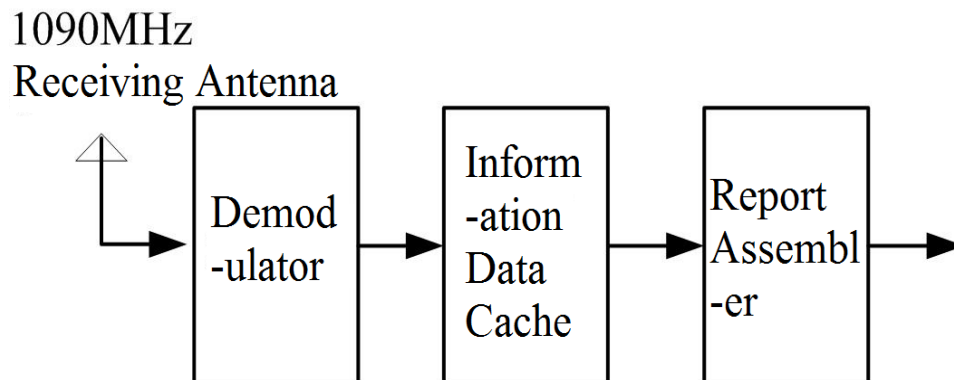 1090MHz
Receiving Antenna
Demod
-ulator
Inform
-ation
Data
Cache
Report
Assembl
-er